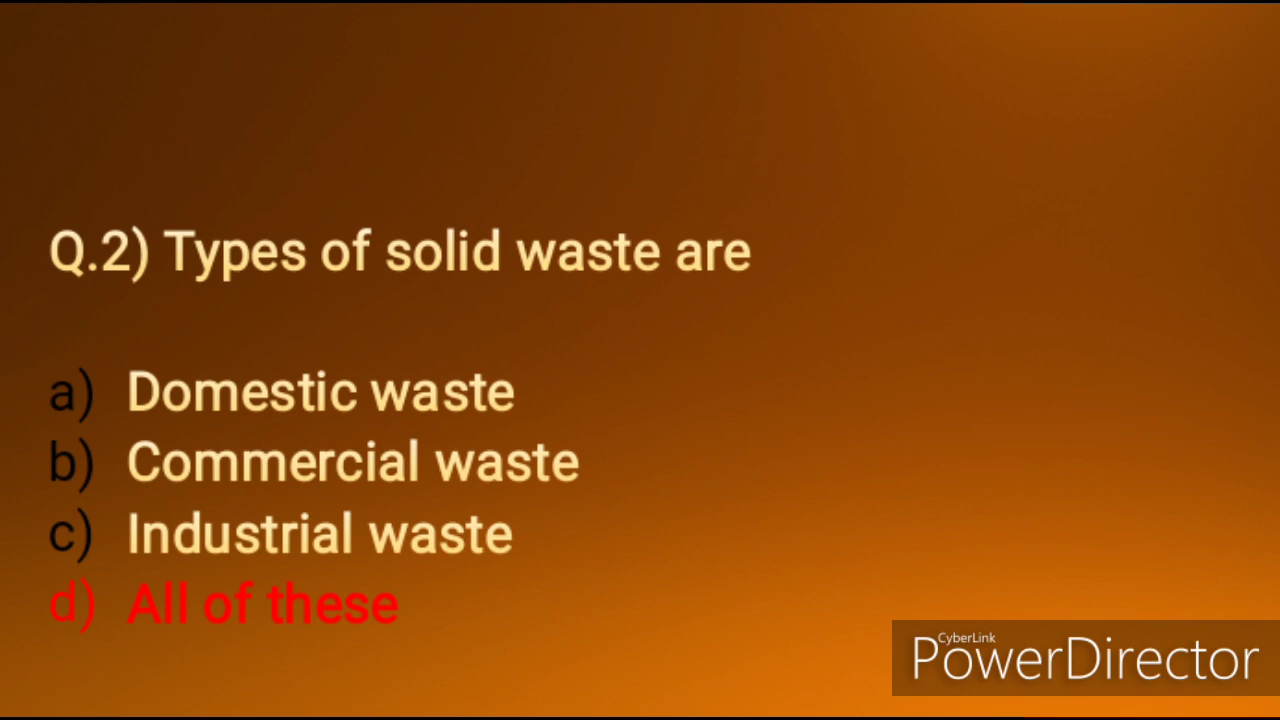 Q.2) Types of solid waste are
a) Domestic waste
b) Commercial waste
c) Industrial waste
d) All of these
CyberLink
PowerDirector